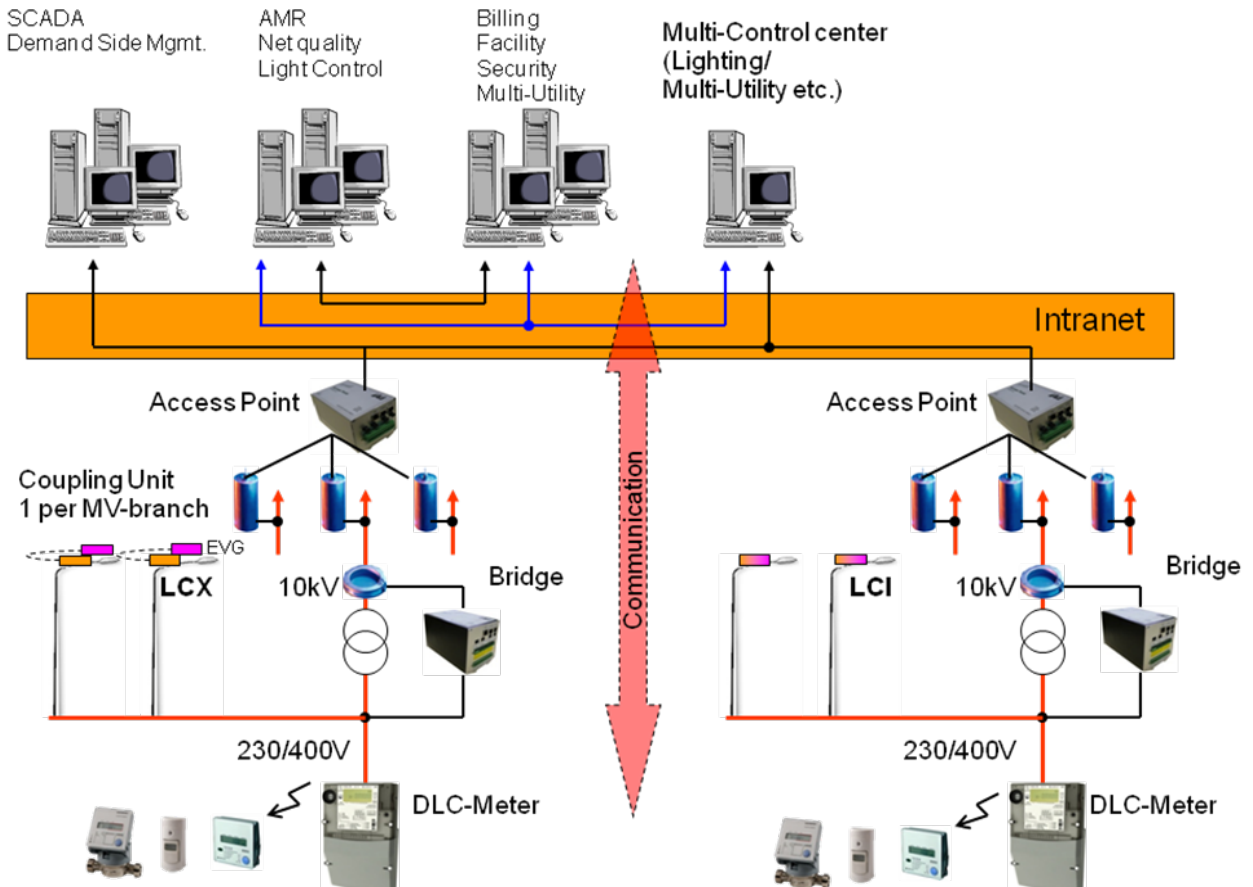 SCADA
Demand Side Mgmt.
AMR
Net quality
Light Control
Billing
Facility
Security
Multi-Utility
Multi-Control center
(Lighting/
Multi-Utility etc.)
Intranet
Access Point
Access Point
Coupling Unit
1 per MV-branch
EVG
LCX
10kV
Bridge
Communication
LCI
10kV
Bridge
230/400V
230/400V
DLC-Meter
DLC-Meter